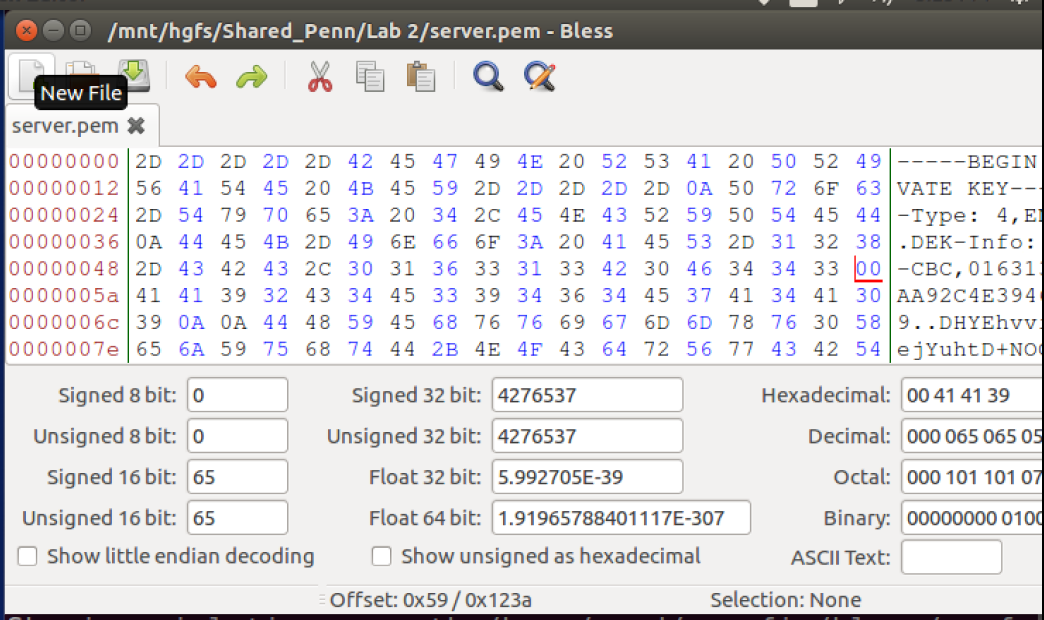 /mnt/hgfs/Shared_Penn/Lab 2/server.pem - Bless
New File
server.pem
00000000 2D 2D 2D 2D 2D 42 45 47 49 4E 20 52 53 41 20 50 52 49 -----BEGIN
00000012 56 41 54 45 20 4B 45 59 2D 2D 2D 2D 2D 0A 50 72 6F 63 VATE KEY---
00000024 2D 54 79 70 65 3A 20 34 2C 45 4E 43 52 59 50 54 45 44 -Type: 4,EN
00000036 0A 44 45 4B 2D 49 6E 66 6F 3A 20 41 45 53 2D 31 32 38 .DEK-Info:
00000048 2D 43 42 43 2C 30 31 36 33 31 33 42 30 46 34 34 33 00 -CBC,016313
0000005a 41 41 39 32 43 34 45 33 39 34 36 34 45 37 41 34 41 30 AA92C4E3946
0000006c 39 0A 0A 44 48 59 45 68 76 76 69 67 6D 6D 78 76 30 58 9..DHYEhvvi
0000007e 65 6A 59 75 68 74 44 2B 4E 4F 43 64 72 56 77 43 42 54 ejYuhtD+NOC
Signed 8 bit: 0 Signed 32 bit: 4276537 Hexadecimal: 00 41 41 39
Unsigned 8 bit: 0 Unsigned 32 bit: 4276537 Decimal: 000 065 065 05
Signed 16 bit: 65 Float 32 bit: 5.992705E-39 Octal: 000 101 101 07
Unsigned 16 bit: 65 Float 64 bit: 1.91965788401117E-307 Binary: 00000000 0100
Show little endian decoding Show unsigned as hexadecimal ASCII Text:
Offset: 0x59 / 0x123a Selection: None